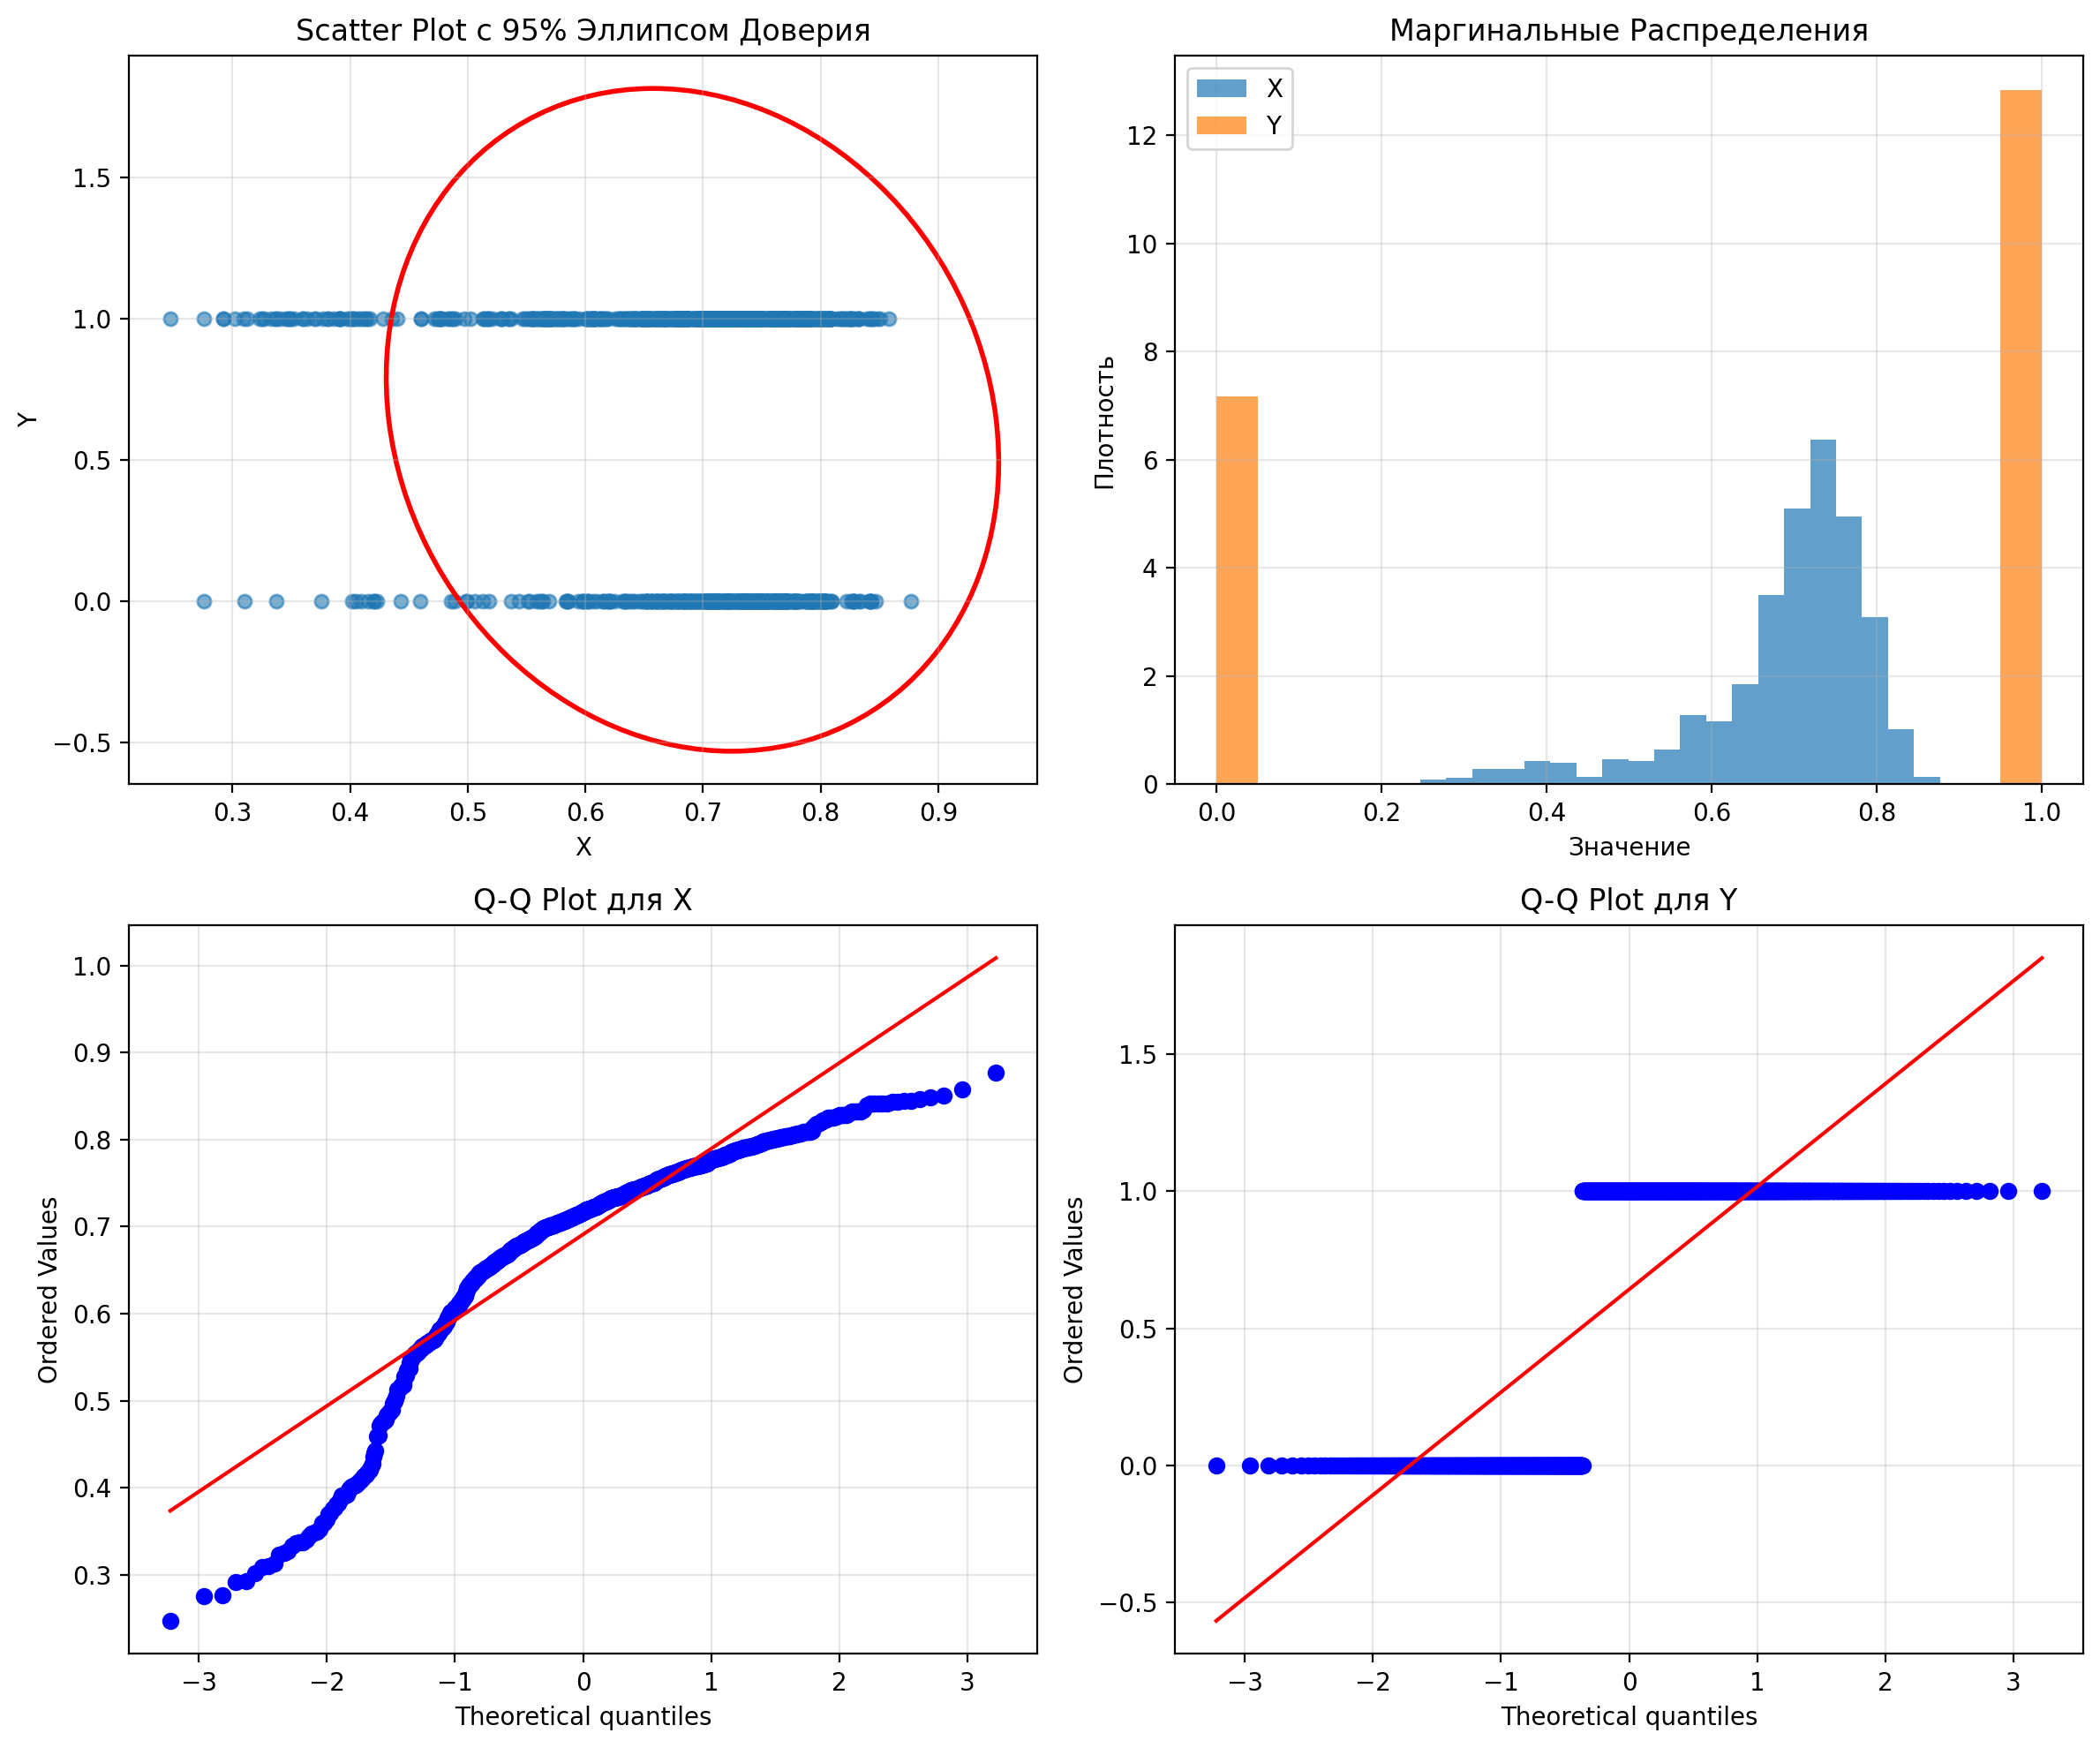 Scatter Plot с 95% Эллипсом Доверия
1.5
1.0
0.5
0.0
−0.5
Y
0.3 0.4 0.5 0.6 0.7 0.8 0.9
X
Маргинальные Распределения
X
Y
12
10
8
6
4
2
0
Плотность
0.0 0.2 0.4 0.6 0.8 1.0
Значение
Q-Q Plot для X
1.0
0.9
0.8
0.7
0.6
0.5
0.4
0.3
Ordered Values
−3 −2 −1 0 1 2 3
Theoretical quantiles
Q-Q Plot для Y
1.5
1.0
0.5
0.0
−0.5
Ordered Values
−3 −2 −1 0 1 2 3
Theoretical quantiles